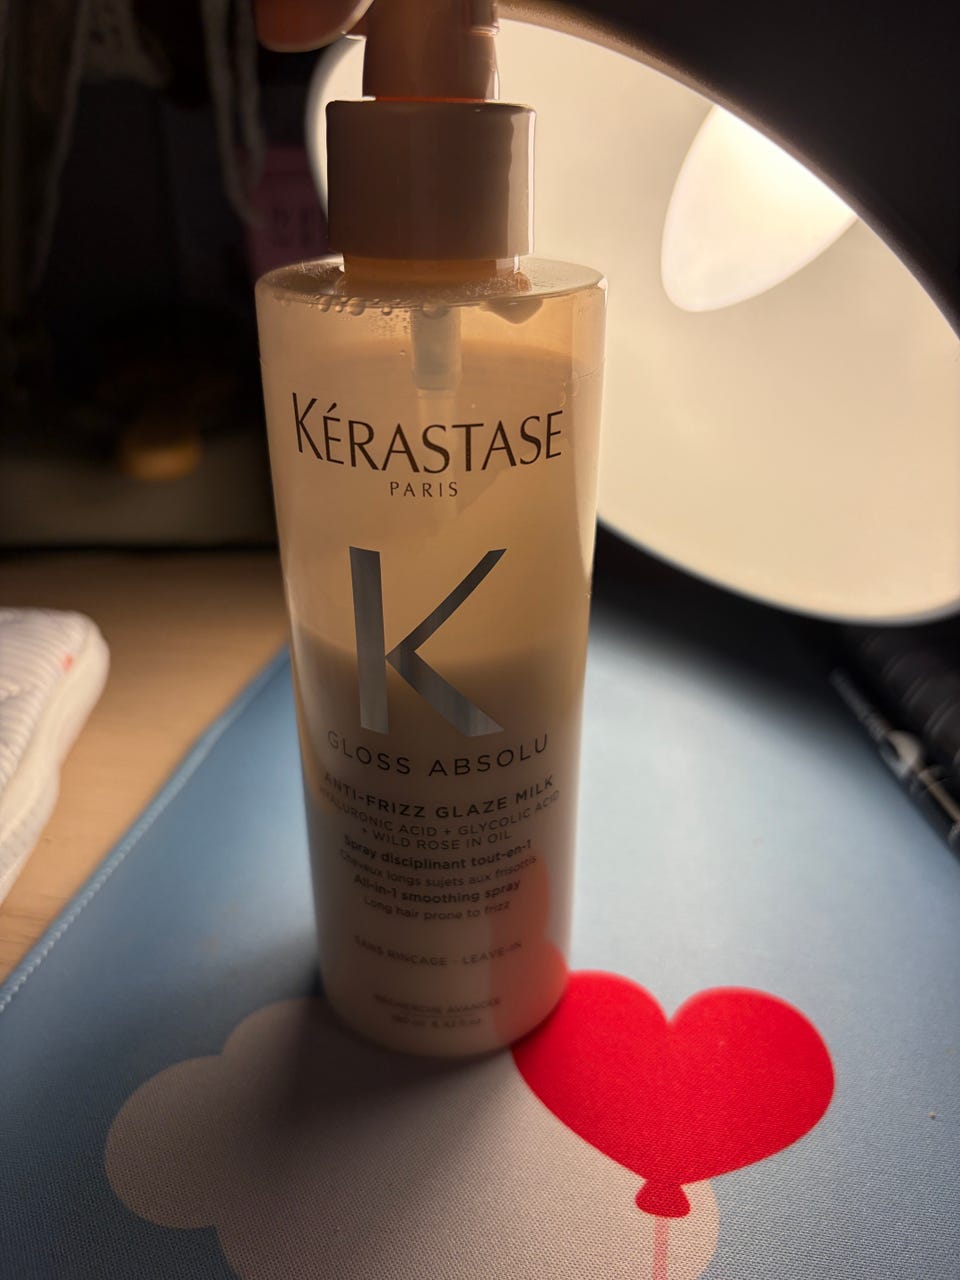 KÉRASTASE
PARIS
K
GLOSS ABSOLU
ANTI-FRIZZ GLAZE MILK
HYALURONIC ACID + GLYCOLIC ACID
+ WILD ROSE IN OIL
Spray disciplinant tout-en-1
Cheveux longs sujets aux frisottis
All-in-1 smoothing spray
Long hair prone to frizz
SANS RINÇAGE - LEAVE-IN
RECHERCHE AVANCÉE